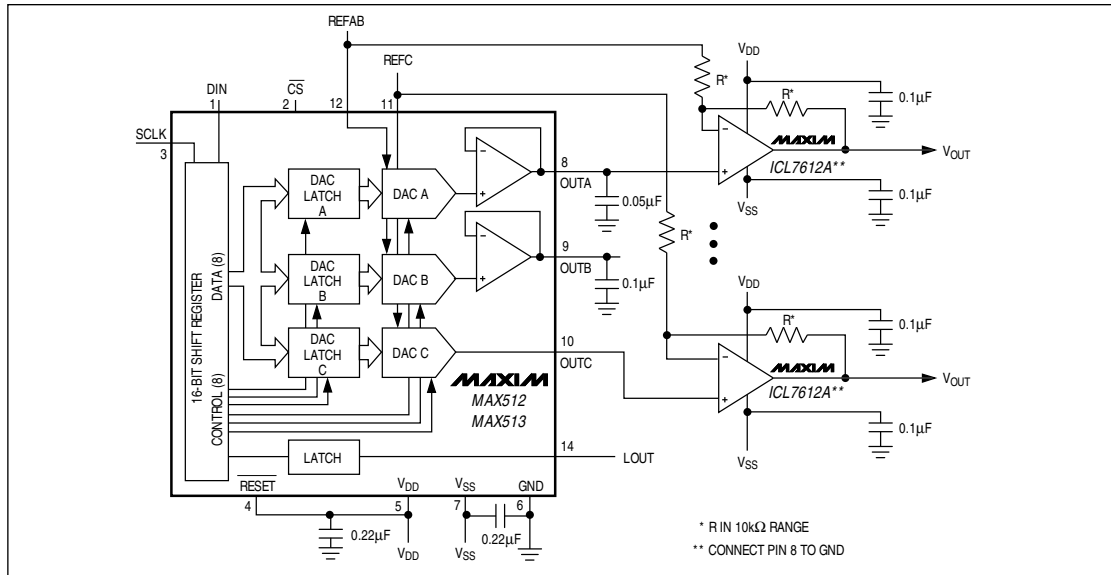 REFAB
REFC
DIN
CS
1
2
12
11
SCLK
3
16-BIT SHIFT REGISTER
DATA (8)
CONTROL (8)
DAC
LATCH
A
DAC A
DAC
LATCH
B
DAC B
DAC
LATCH
C
DAC C
LATCH
-
+
-
+
8
OUTA
0.05µF
9
OUTB
0.1µF
10
OUTC
MAXIM
MAX512
MAX513
14
LOUT
RESET
4
VDD
5
VSS
7
GND
6
0.22µF
VDD
VSS
0.22µF
R*
VDD
0.1µF
R*
-
+
MAXIM
ICL7612A**
VOUT
VSS
0.1µF
R*
VDD
0.1µF
R*
-
+
MAXIM
ICL7612A**
VOUT
VSS
0.1µF
* R IN 10kΩ RANGE
** CONNECT PIN 8 TO GND